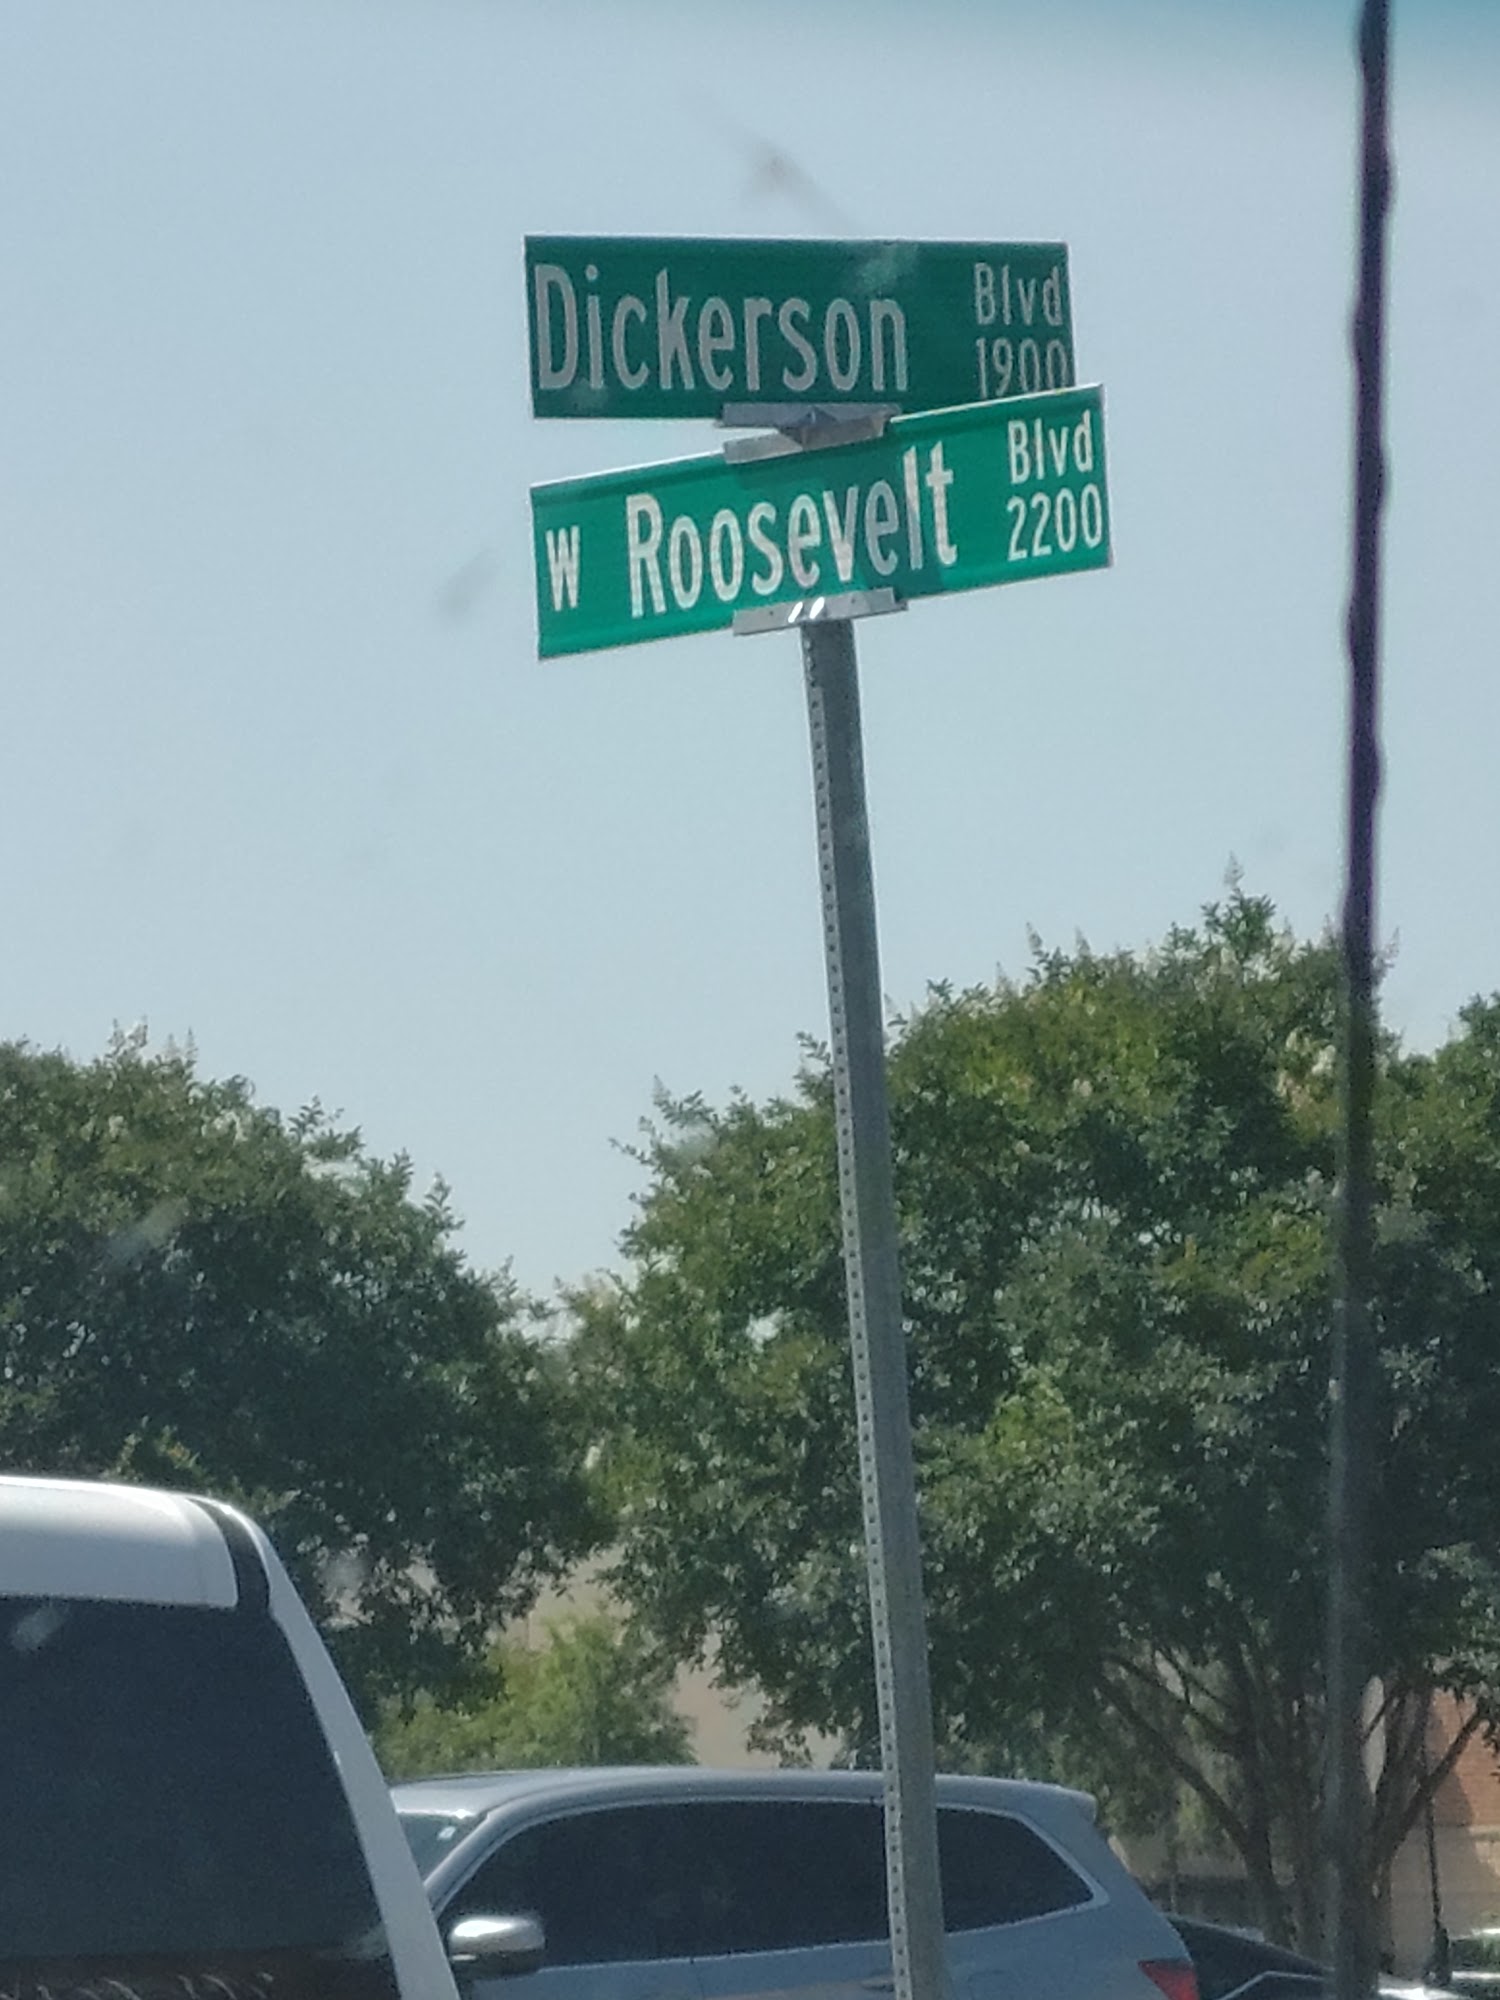 Dickerson Blvd
1900
W Roosevelt Blvd
2200